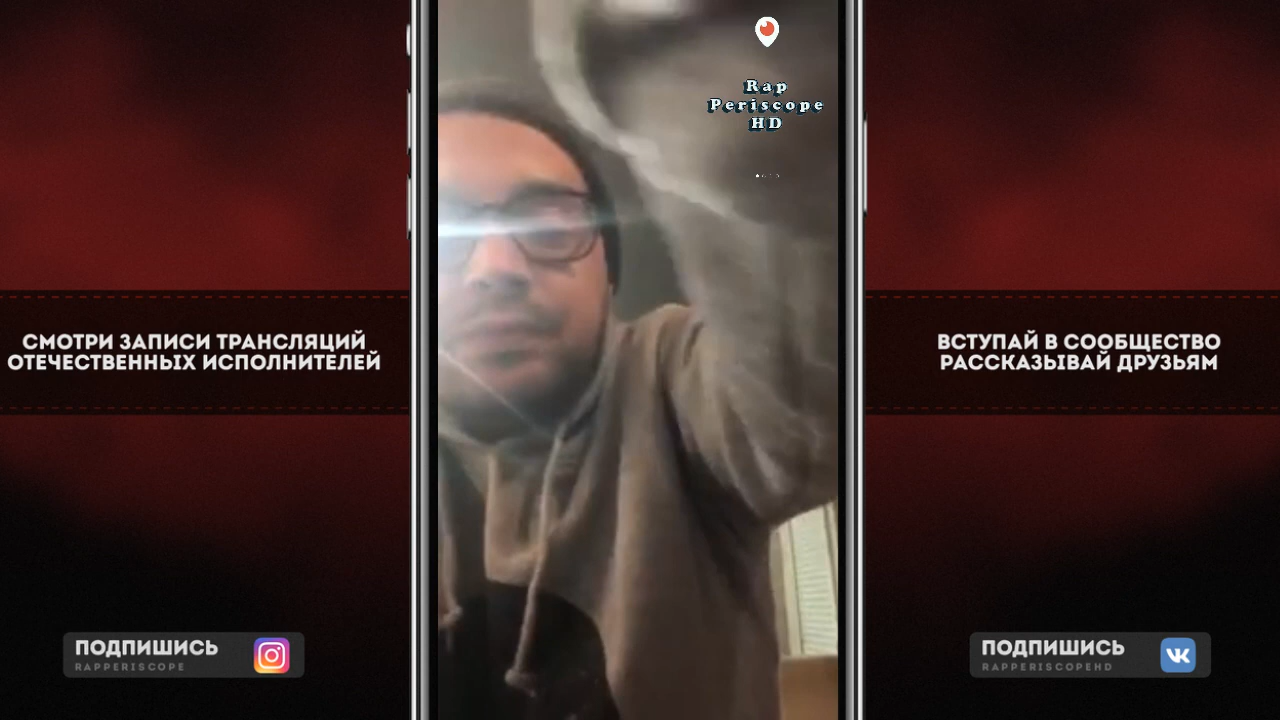 Rap
Periscope
HD
СМОТРИ ЗАПИСИ ТРАНСЛЯЦИЙ
ОТЕЧЕСТВЕННЫХ ИСПОЛНИТЕЛЕЙ
ВСТУПАЙ В СООБЩЕСТВО
РАССКАЗЫВАЙ ДРУЗЬЯМ
ПОДПИШИСЬ
RAPPERISCOPE
ПОДПИШИСЬ
RAPPERISCOPEHD